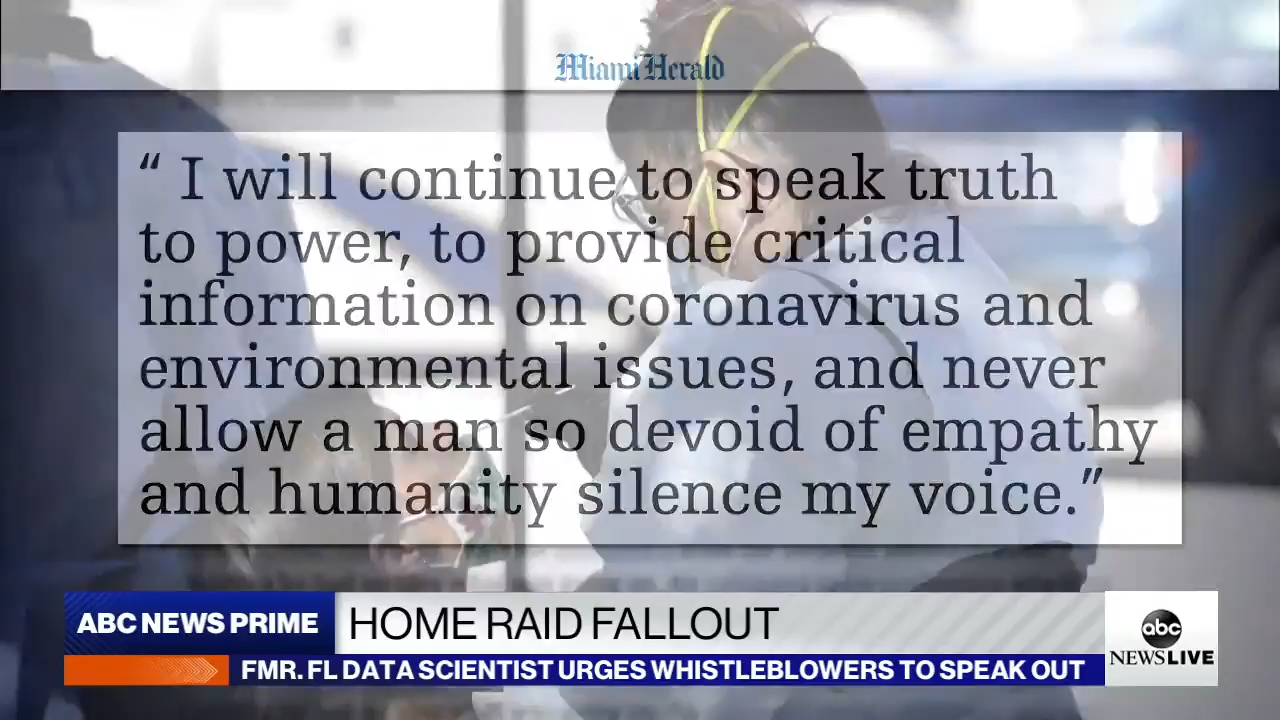 Miami Herald
“ I will continue to speak truth
to power, to provide critical
information on coronavirus and
environmental issues, and never
allow a man so devoid of empathy
and humanity silence my voice.”
ABC NEWS PRIME
HOME RAID FALLOUT
FMR. FL DATA SCIENTIST URGES WHISTLEBLOWERS TO SPEAK OUT
abc
NEWSLIVE